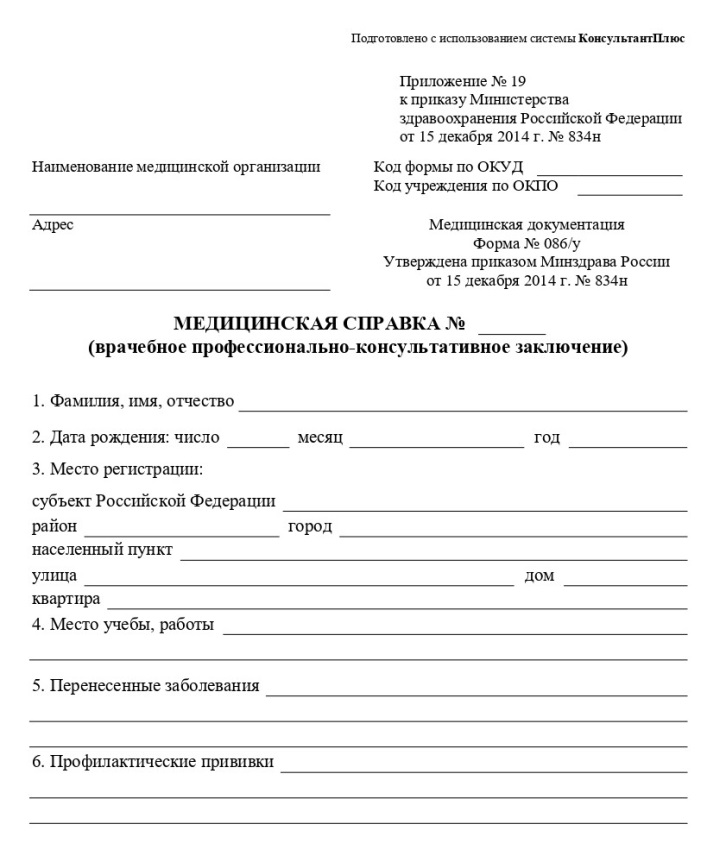 Подготовлено с использованием системы КонсультантПлюс
Приложение № 19
к приказу Министерства
здравоохранения Российской Федерации
от 15 декабря 2014 г. № 834н
Наименование медицинской организации
Код формы по ОКУД
Код учреждения по ОКПО
Адрес
Медицинская документация
Форма № 086/у
Утверждена приказом Минздрава России
от 15 декабря 2014 г. № 834н
МЕДИЦИНСКАЯ СПРАВКА №
(врачебное профессионально-консультативное заключение)
1. Фамилия, имя, отчество
2. Дата рождения: число месяц год
3. Место регистрации:
субъект Российской Федерации
район город
населенный пункт
улица дом
квартира
4. Место учебы, работы
5. Перенесенные заболевания
6. Профилактические прививки